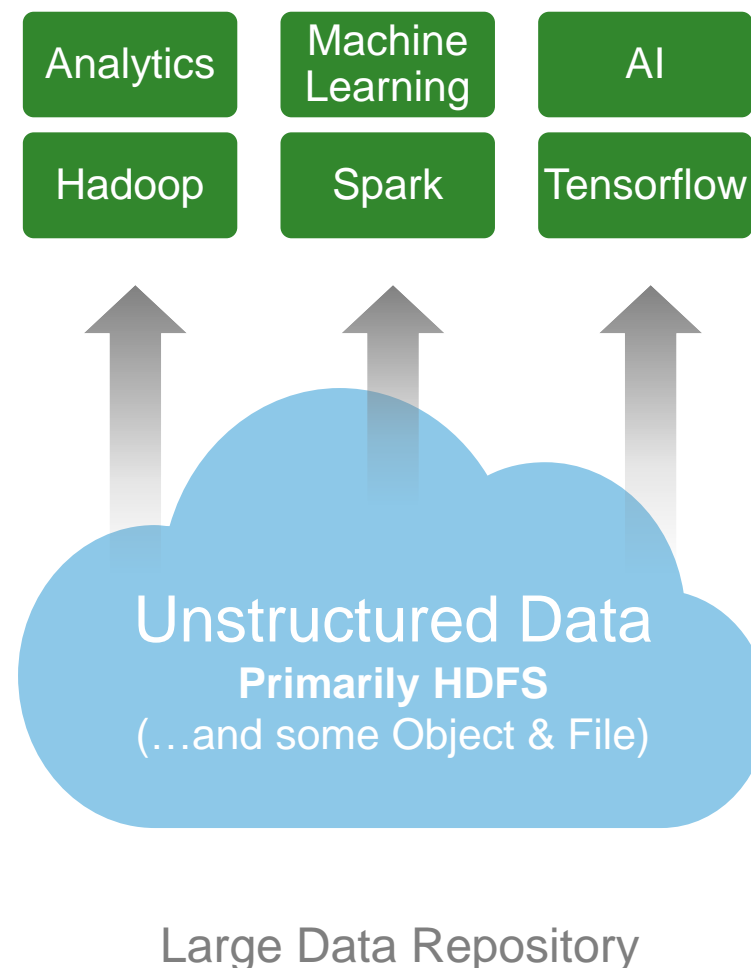 Analytics
Machine
Learning
AI
Hadoop
Spark
Tensorflow
Unstructured Data
Primarily HDFS
(…and some Object & File)
Large Data Repository